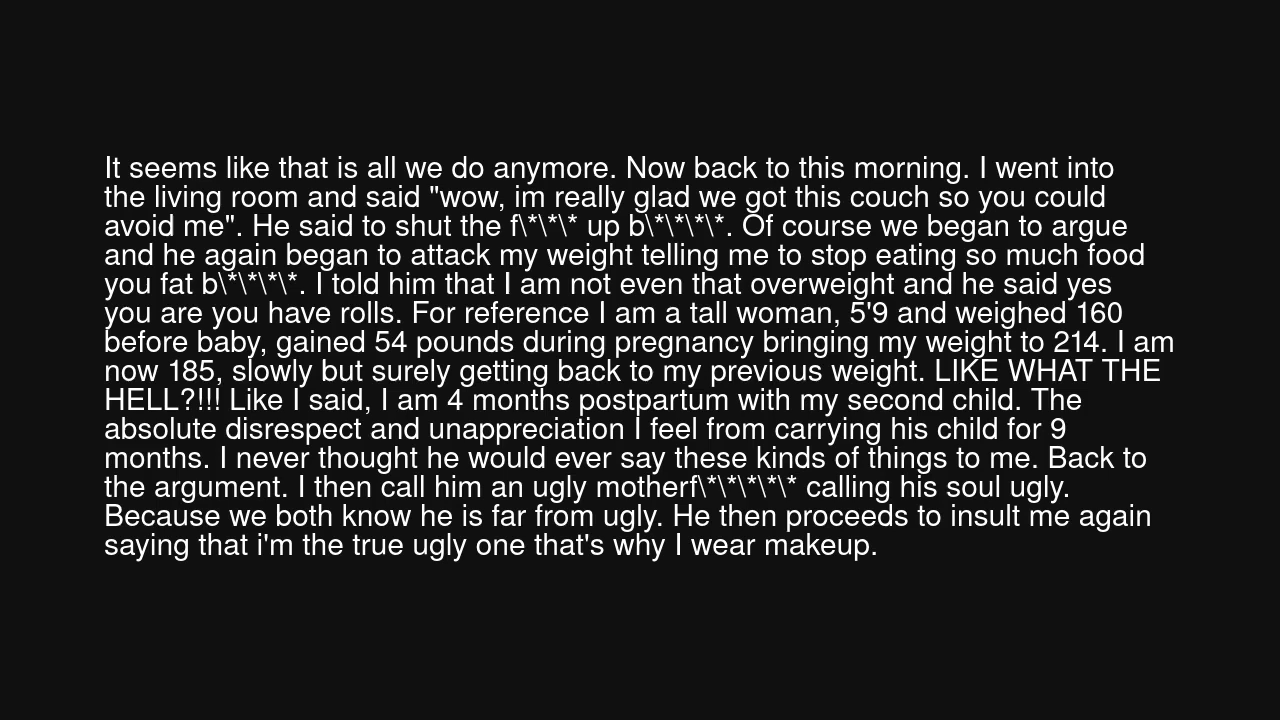 It seems like that is all we do anymore. Now back to this morning. I went into
the living room and said "wow, im really glad we got this couch so you could
avoid me". He said to shut the f\*\*\* up b\*\*\*\*. Of course we began to argue
and he again began to attack my weight telling me to stop eating so much food
you fat b\*\*\*\*. I told him that I am not even that overweight and he said yes
you are you have rolls. For reference I am a tall woman, 5'9 and weighed 160
before baby, gained 54 pounds during pregnancy bringing my weight to 214. I am
now 185, slowly but surely getting back to my previous weight. LIKE WHAT THE
HELL?!!! Like I said, I am 4 months postpartum with my second child. The
absolute disrespect and unappreciation I feel from carrying his child for 9
months. I never thought he would ever say these kinds of things to me. Back to
the argument. I then call him an ugly motherf\*\*\*\*\* calling his soul ugly.
Because we both know he is far from ugly. He then proceeds to insult me again
saying that i'm the true ugly one that's why I wear makeup.